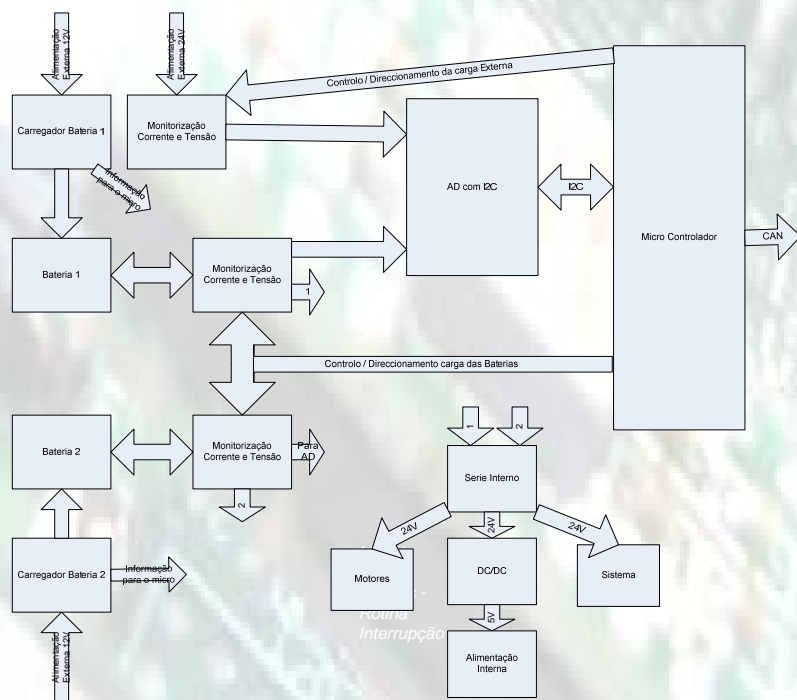 Alimentação
Externa 12V
Alimentação
Externa 24V
Controlo / Direccionamento da carga Externa
Carregador Bateria 1
Monitorização
Corrente e Tensão
Informação
para o micro
AD com I2C
I2C
Micro Controlador
CAN
Bateria 1
Monitorização
Corrente e Tensão
1
Controlo / Direccionamento carga das Baterias
Bateria 2
Monitorização
Corrente e Tensão
Para
AD
2
1
2
Serie Interno
24V
24V
24V
Carregador Bateria 2
Informação
para o micro
Motores
DC/DC
Sistema
-
Rotina
Interrupção
5V
Alimentação
Interna
Alimentação
Externa 12V